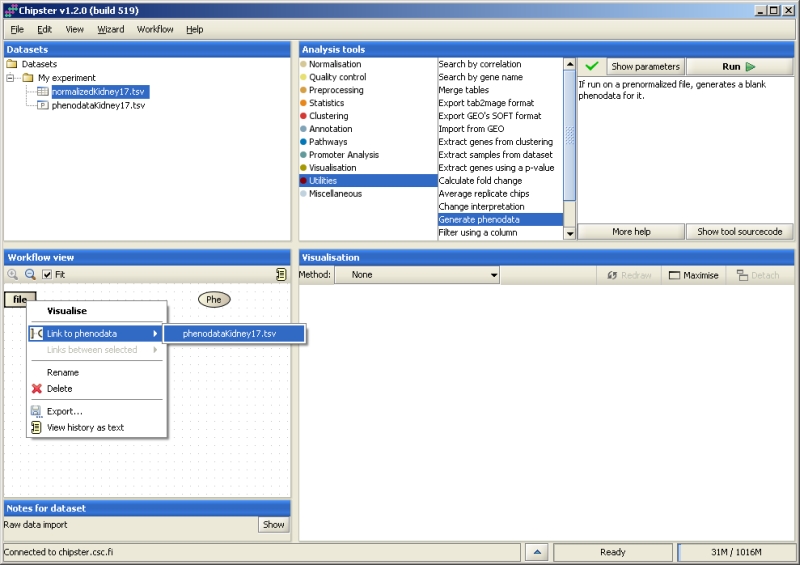 Chipster v1.2.0 (build 519)
File Edit View Wizard Workflow Help
Datasets
Datasets
My experiment
normalizedKidney17.tsv
phenodataKidney17.tsv
Analysis tools
Normalisation
Quality control
Preprocessing
Statistics
Clustering
Annotation
Pathways
Promoter Analysis
Visualisation
Utilities
Miscellaneous
Search by correlation
Search by gene name
Merge tables
Export tab2mage format
Export GEO's SOFT format
Import from GEO
Extract genes from clustering
Extract samples from dataset
Extract genes using a p-value
Calculate fold change
Average replicate chips
Change interpretation
Generate phenodata
Filter using a column
Show parameters Run
If run on a prenormalized file, generates a blank
phenodata for it.
More help Show tool sourcecode
Workflow view
Fit
file
Phe
Visualise
Link to phenodata
phenodataKidney17.tsv
Links between selected
Rename
Delete
Export...
View history as text
Visualisation
Method: None Redraw Maximise Detach
Notes for dataset
Raw data import Show
Connected to chipster.csc.fi Ready 31M / 1016M